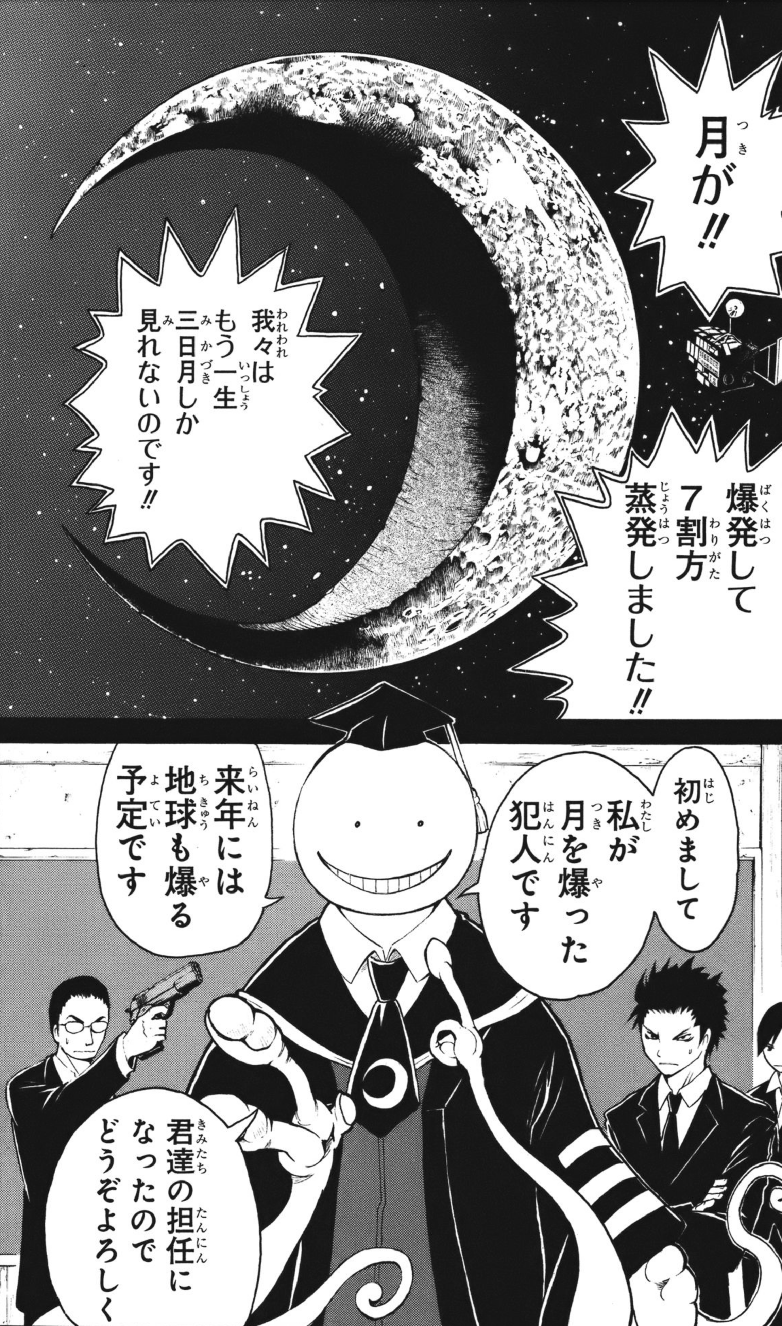 月が!!
爆発して
7割方
蒸発しました!!
我々は
もう一生
三日月しか
見れないのです!!
初めまして
私が
月を爆った
犯人です
来年には
地球も爆る
予定です
君達の担任に
なったので
どうぞよろしく